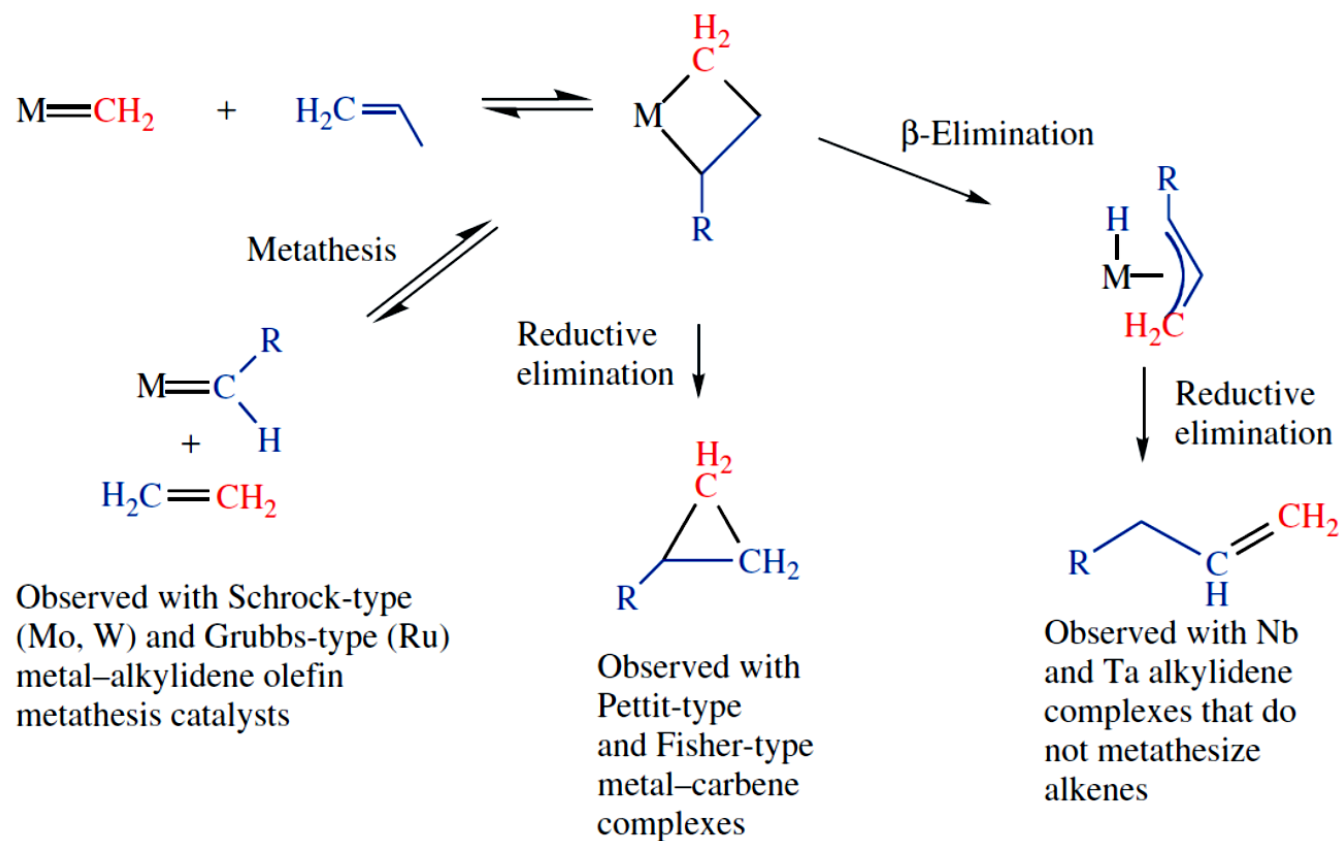 M=CH2 + H2C
H2
C
M
R
β-Elimination
R
H
M
H2C
Metathesis
R
M=C
H
+
H2C=CH2
Reductive
elimination
H2
C
R
CH2
Reductive
elimination
R
C
H
CH2
Observed with Schrock-type
(Mo, W) and Grubbs-type (Ru)
metal–alkylidene olefin
metathesis catalysts
Observed with
Pettit-type
and Fisher-type
metal–carbene
complexes
Observed with Nb
and Ta alkylidene
complexes that do
not metathesize
alkenes